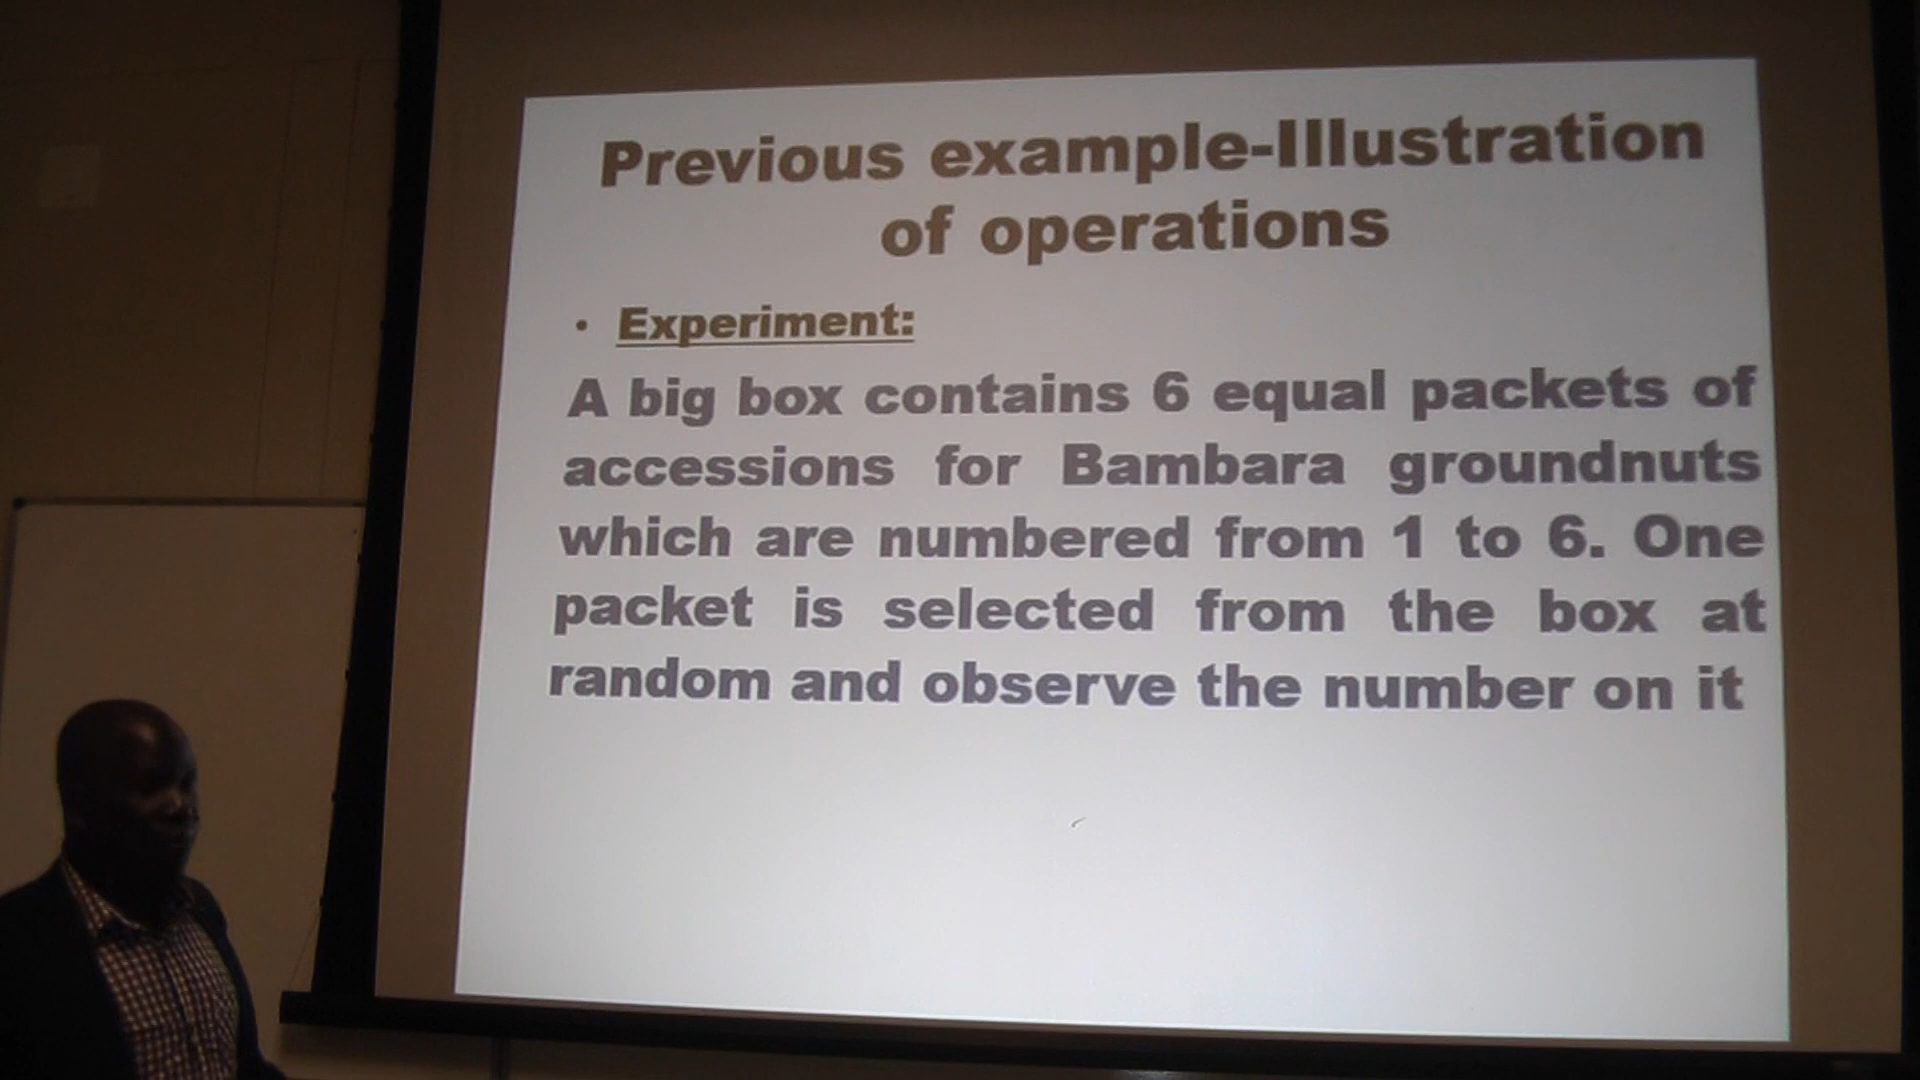 Previous example-Illustration
of operations
• Experiment:
A big box contains 6 equal packets of
accessions for Bambara groundnuts
which are numbered from 1 to 6. One
packet is selected from the box at
random and observe the number on it